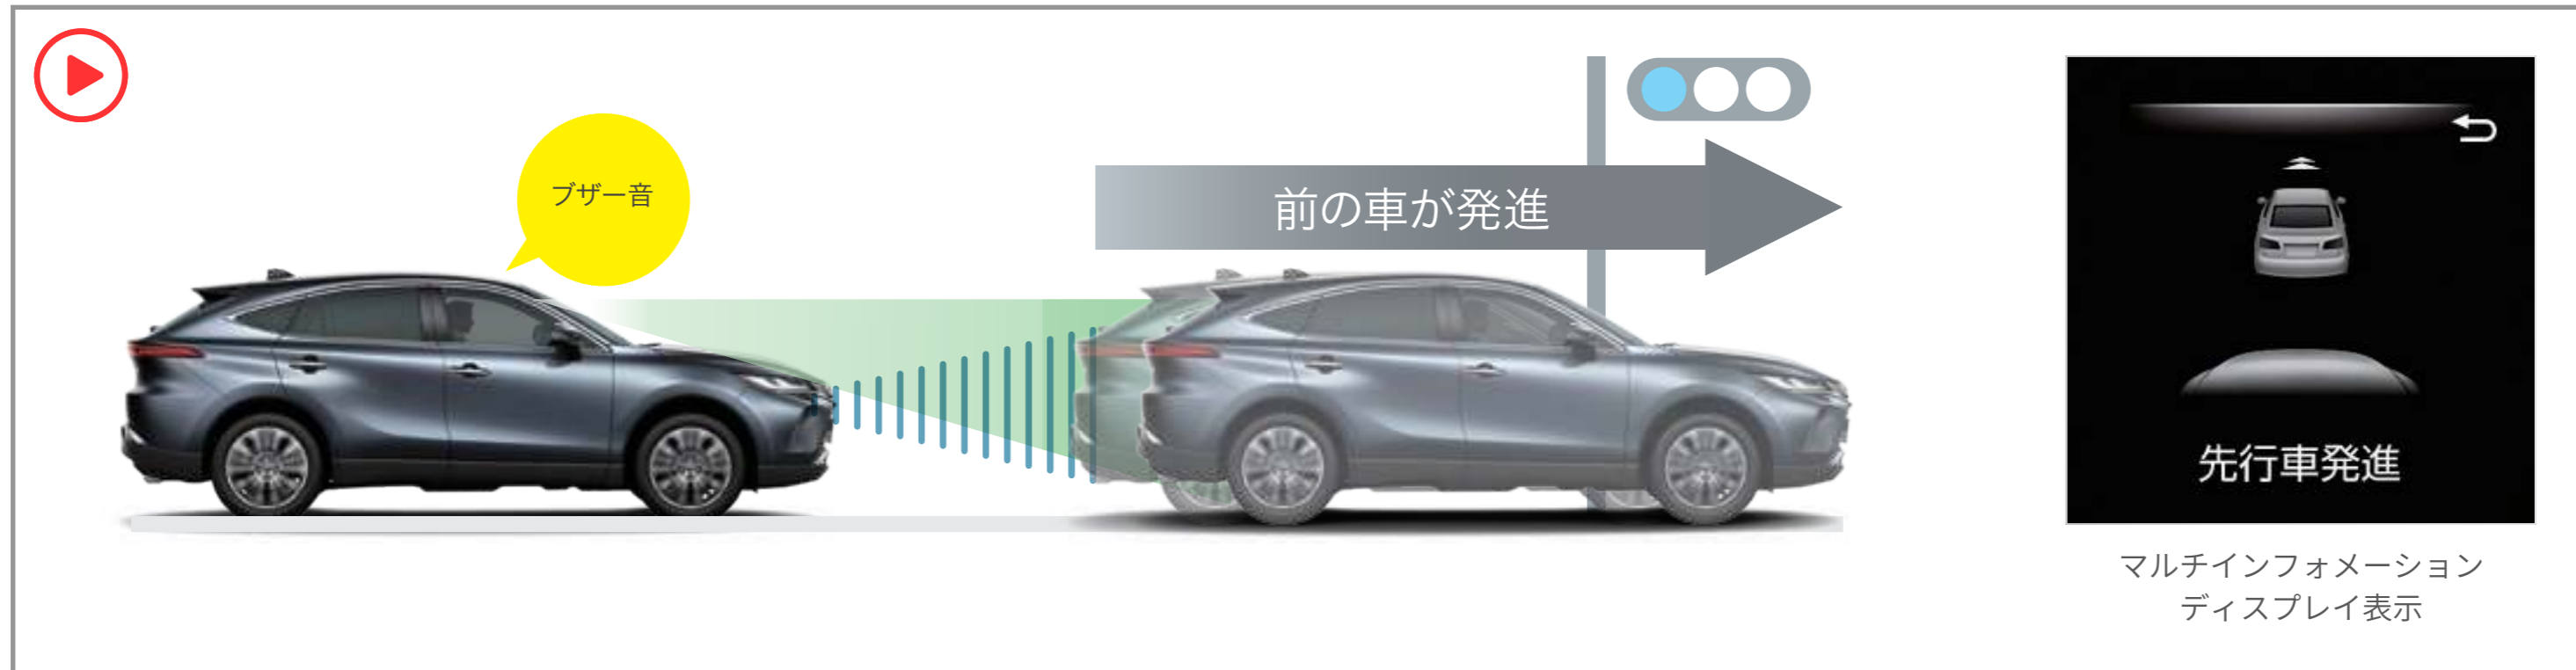 ブザー音
前の車が発進
先行車発進
マルチインフォメーション
ディスプレイ表示